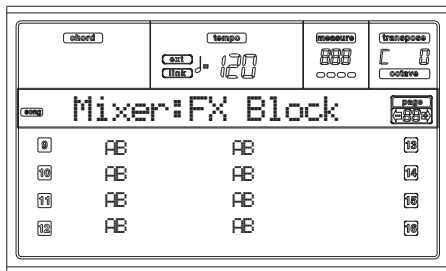 chord tempo measure transpose
ext link ♩= 120 888 C 0
octave
song Mixer:FX Block page 88
9 AB AB 13
10 AB AB 14
11 AB AB 15
12 AB AB 16